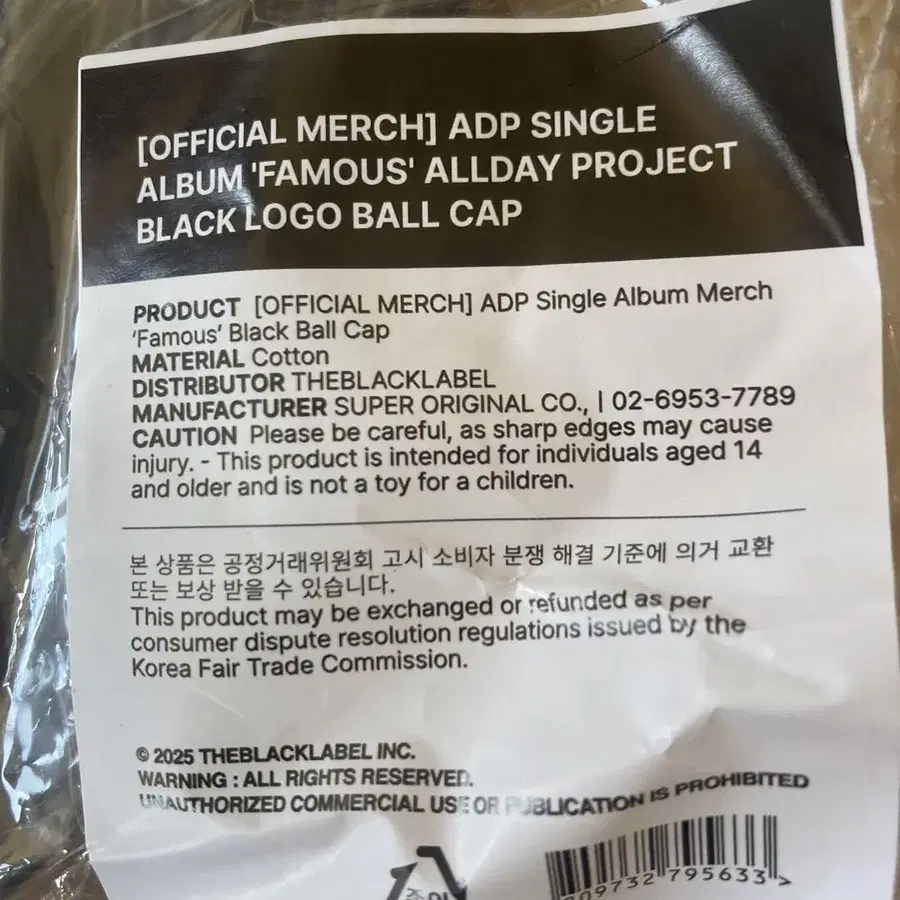 [OFFICIAL MERCH] ADP SINGLE
ALBUM 'FAMOUS' ALLDAY PROJECT
BLACK LOGO BALL CAP
PRODUCT [OFFICIAL MERCH] ADP Single Album Merch
'Famous' Black Ball Cap
MATERIAL Cotton
DISTRIBUTOR THEBLACKLABEL
MANUFACTURER SUPER ORIGINAL CO., | 02-6953-7789
CAUTION Please be careful, as sharp edges may cause
injury. - This product is intended for individuals aged 14
and older and is not a toy for a children.
본 상품은 공정거래위원회 고시 소비자 분쟁 해결 기준에 의거 교환
또는 보상 받을 수 있습니다.
This product may be exchanged or refunded as per
consumer dispute resolution regulations issued by the
Korea Fair Trade Commission.
© 2025 THEBLACKLABEL INC.
WARNING : ALL RIGHTS RESERVED.
UNAUTHORIZED COMMERCIAL USE OR PUBLICATION IS PROHIBITED
809732 795633 >